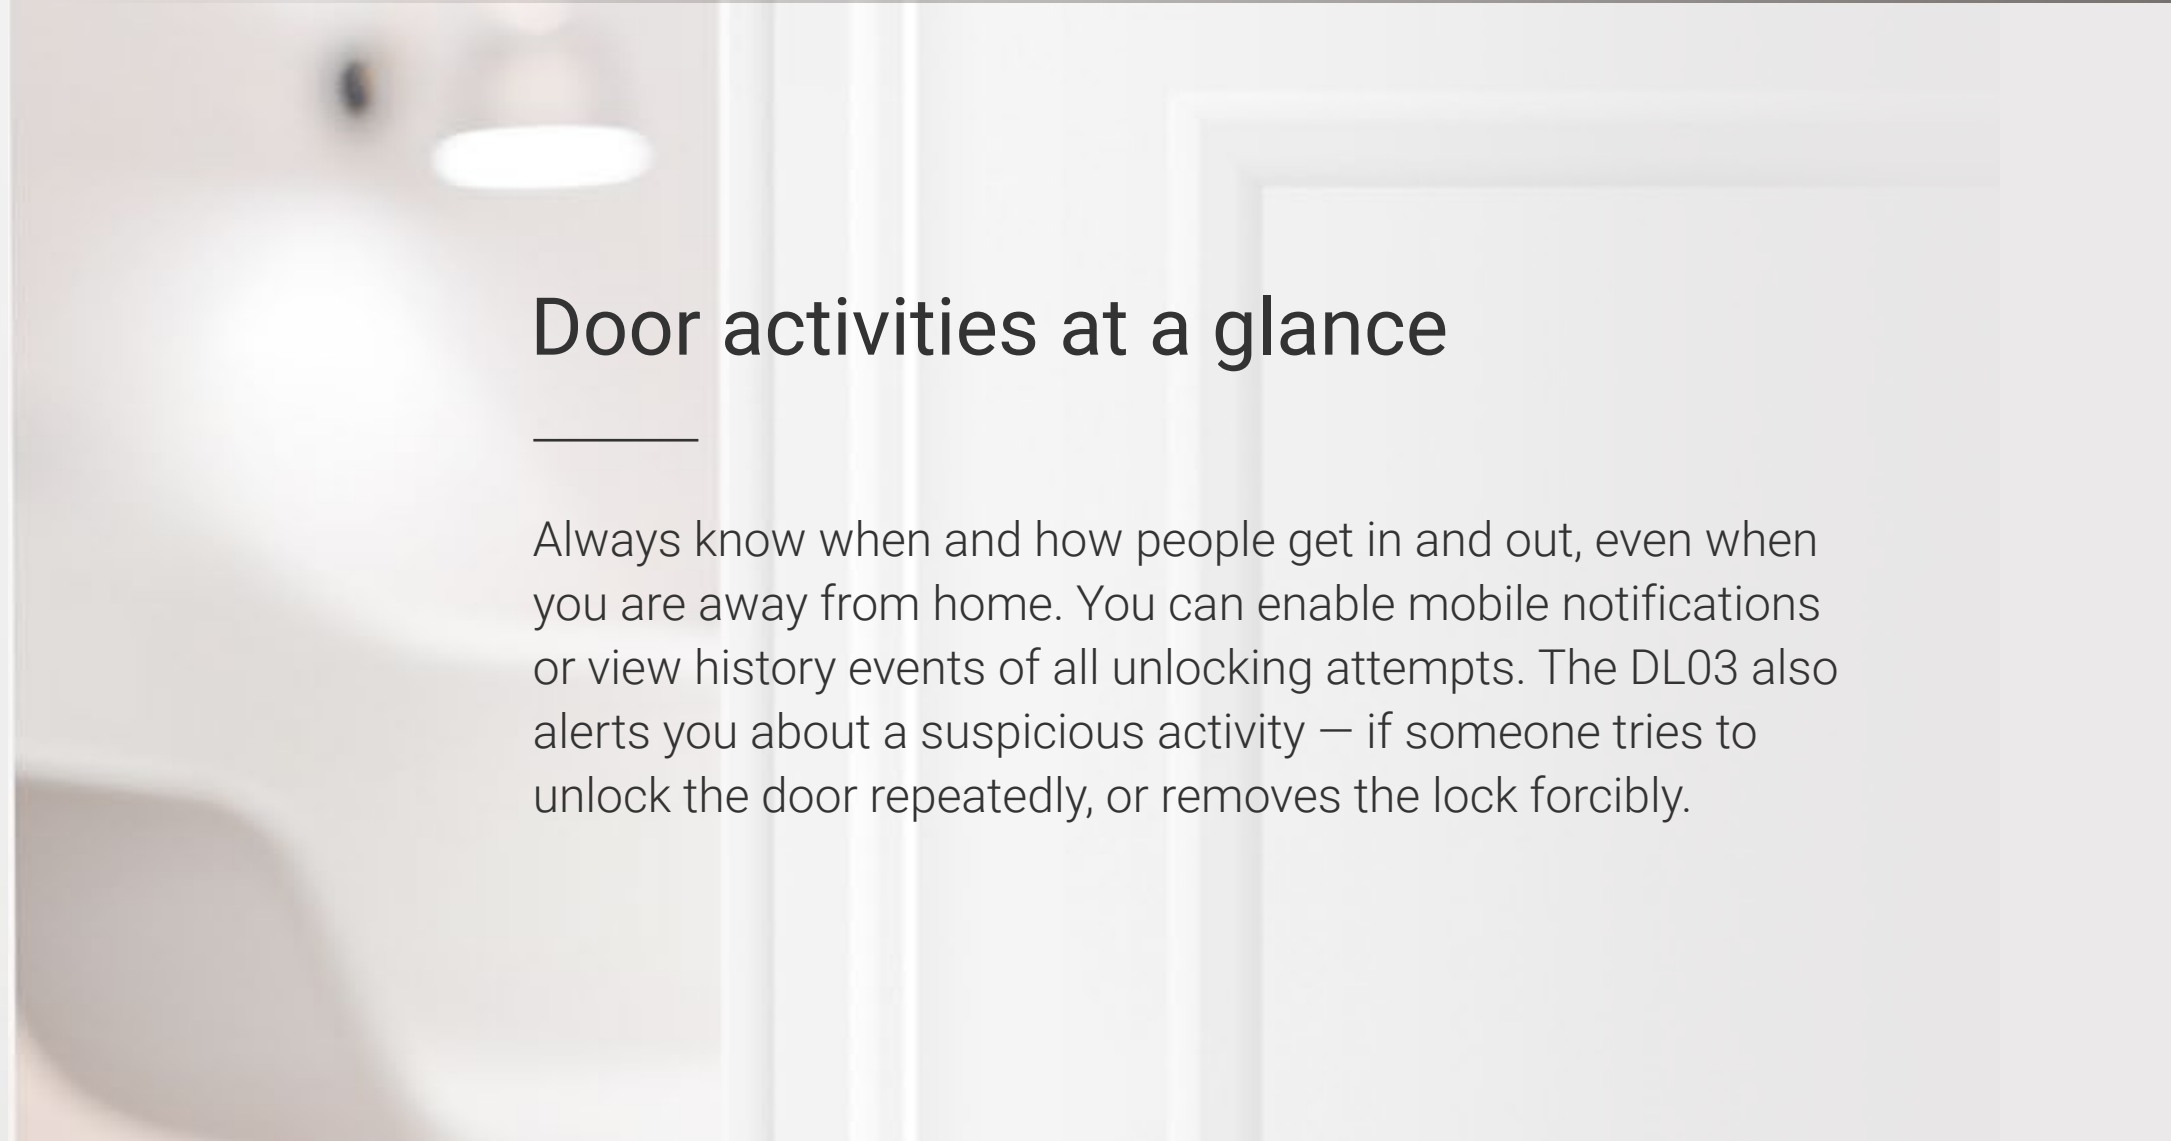 Door activities at a glance
Always know when and how people get in and out, even when
you are away from home. You can enable mobile notifications
or view history events of all unlocking attempts. The DL03 also
alerts you about a suspicious activity — if someone tries to
unlock the door repeatedly, or removes the lock forcibly.